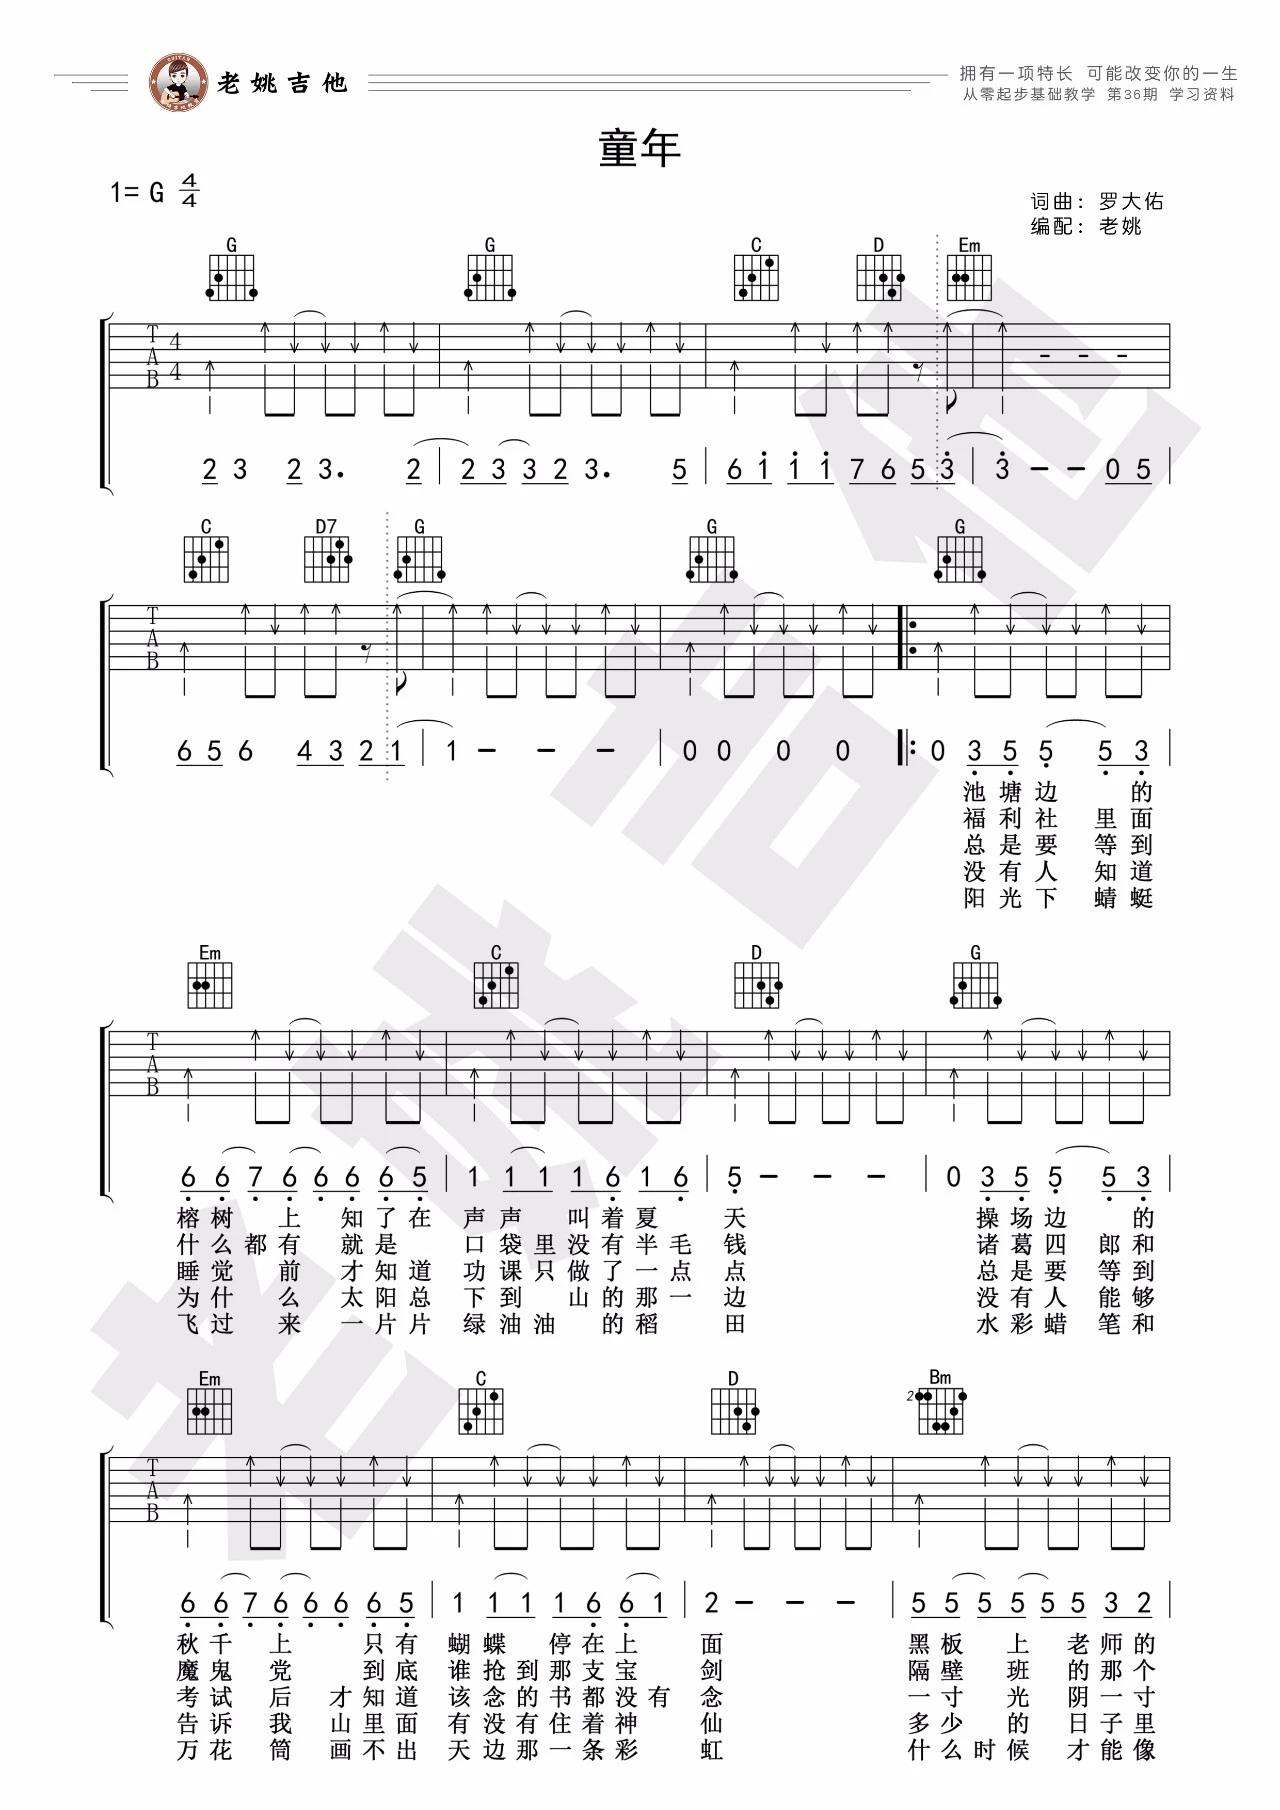 老姚吉他
拥有一项特长 可能改变你的一生
从零起步基础教学 第36期 学习资料
童年
1= G 4/4
词曲：罗大佑
编配：老姚
G G C D Em
T A B 4/4
2 3 2 3. 2 | 2 3 3 2 3. 5 | 6 1 1 1 7 6 5 3 | 3 - - 0 5 |
C D7 G G G
T A B
6 5 6 4 3 2 1 | 1 - - - | 0 0 0 0 |: 0 3 5 5 5 3 |
池塘边 的
福利社 里面
总是要 等到
没有人 知道
阳光下 蜻蜓
Em C D G
T A B
6 6 7 6 6 6 6 5 | 1 1 1 1 6 1 6 | 5 - - - | 0 3 5 5 5 3 |
榕树 上 知了在 声声 叫着夏 天 操场边 的
什么都有 就是 口袋里没有半毛 钱 诸葛四 郎和
睡觉 前 才知道 功课只做了一点 点 总是要 等到
为什 么 太阳总 下到 山的那一 边 没有人 能够
飞过 来 一片片 绿油油 的稻 田 水彩蜡 笔和
Em C D Bm
2
T A B
6 6 7 6 6 6 6 5 | 1 1 1 1 6 6 1 | 2 - - - | 5 5 5 5 5 5 3 2 |
秋千 上 只有 蝴蝶 停在上 面 黑板 上 老师的
魔鬼 党 到底 谁抢到那支宝 剑 隔壁 班 的那个
考试 后 才知道 该念的书都没有 念 一寸 光 阴一寸
告诉 我 山里面 有没有住着神 仙 多少 的 日子里
万花 筒 画不出 天边那一条彩 虹 什么时候 才能像
老姚吉他